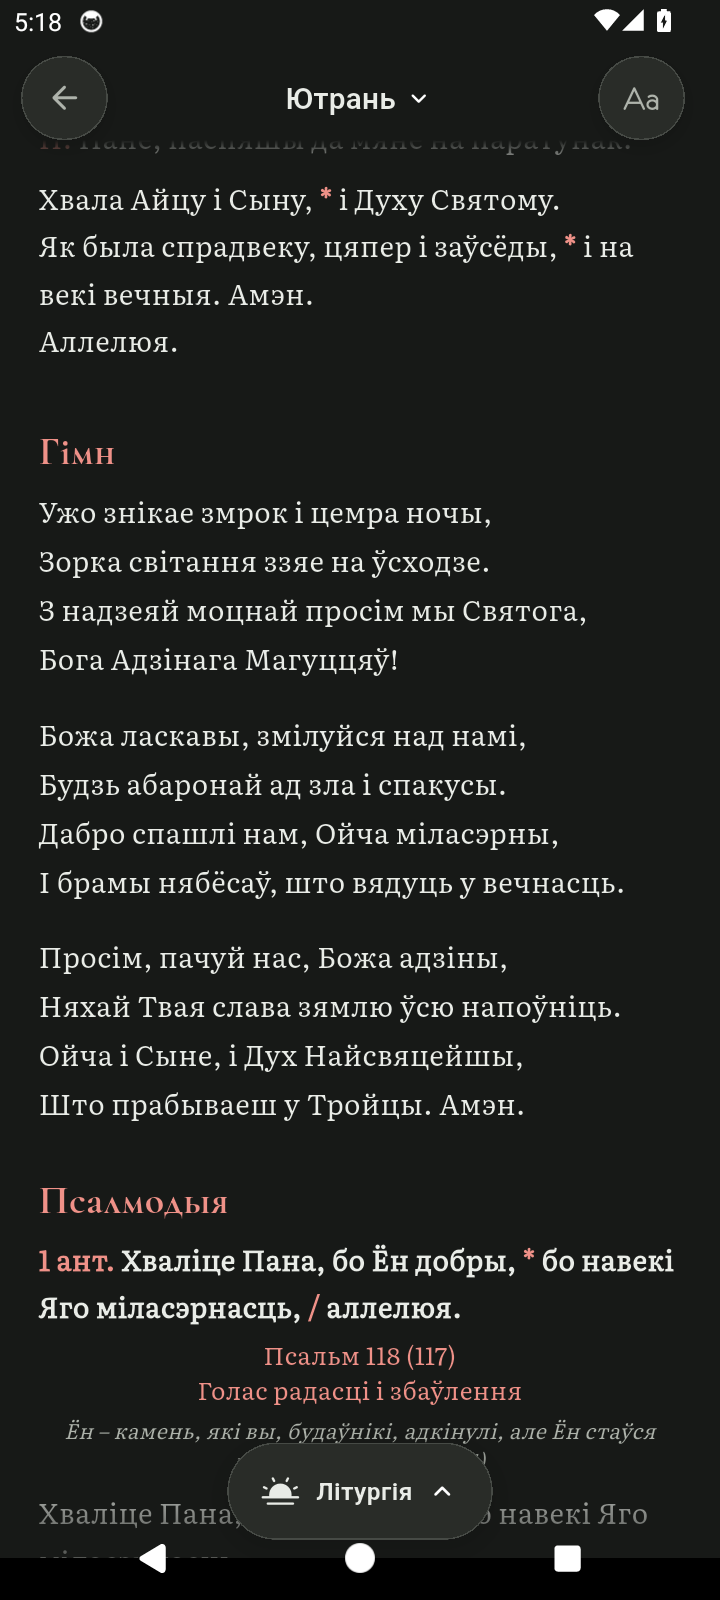 5:18
Ютрань
Aa
Хвала Айцу і Сыну, * і Духу Святому.
Як была спрадвеку, цяпер і заўсёды, * і на
векі вечныя. Амэн.
Аллелюя.
Гімн
Ужо знікае змрок і цемра ночы,
Зорка світання ззяе на ўсходзе.
З надзеяй моцнай просім мы Святога,
Бога Адзінага Магуццяў!
Божа ласкавы, змілуйся над намі,
Будзь абаронай ад зла і спакусы.
Дабро спашлі нам, Ойча міласэрны,
І брамы нябёсаў, што вядуць у вечнасць.
Просім, пачуй нас, Божа адзіны,
Няхай Твая слава зямлю ўсю напоўніць.
Ойча і Сыне, і Дух Найсвяцейшы,
Што прабываеш у Тройцы. Амэн.
Псалмодыя
1 ант. Хваліце Пана, бо Ён добры, * бо навекі
Яго міласэрнасць, / аллелюя.
Псальм 118 (117)
Голас радасці і збаўлення
Ён – камень, які вы, будаўнікі, адкінулі, але Ён стаўся
Літургія
Хваліце Пана, навекі Яго